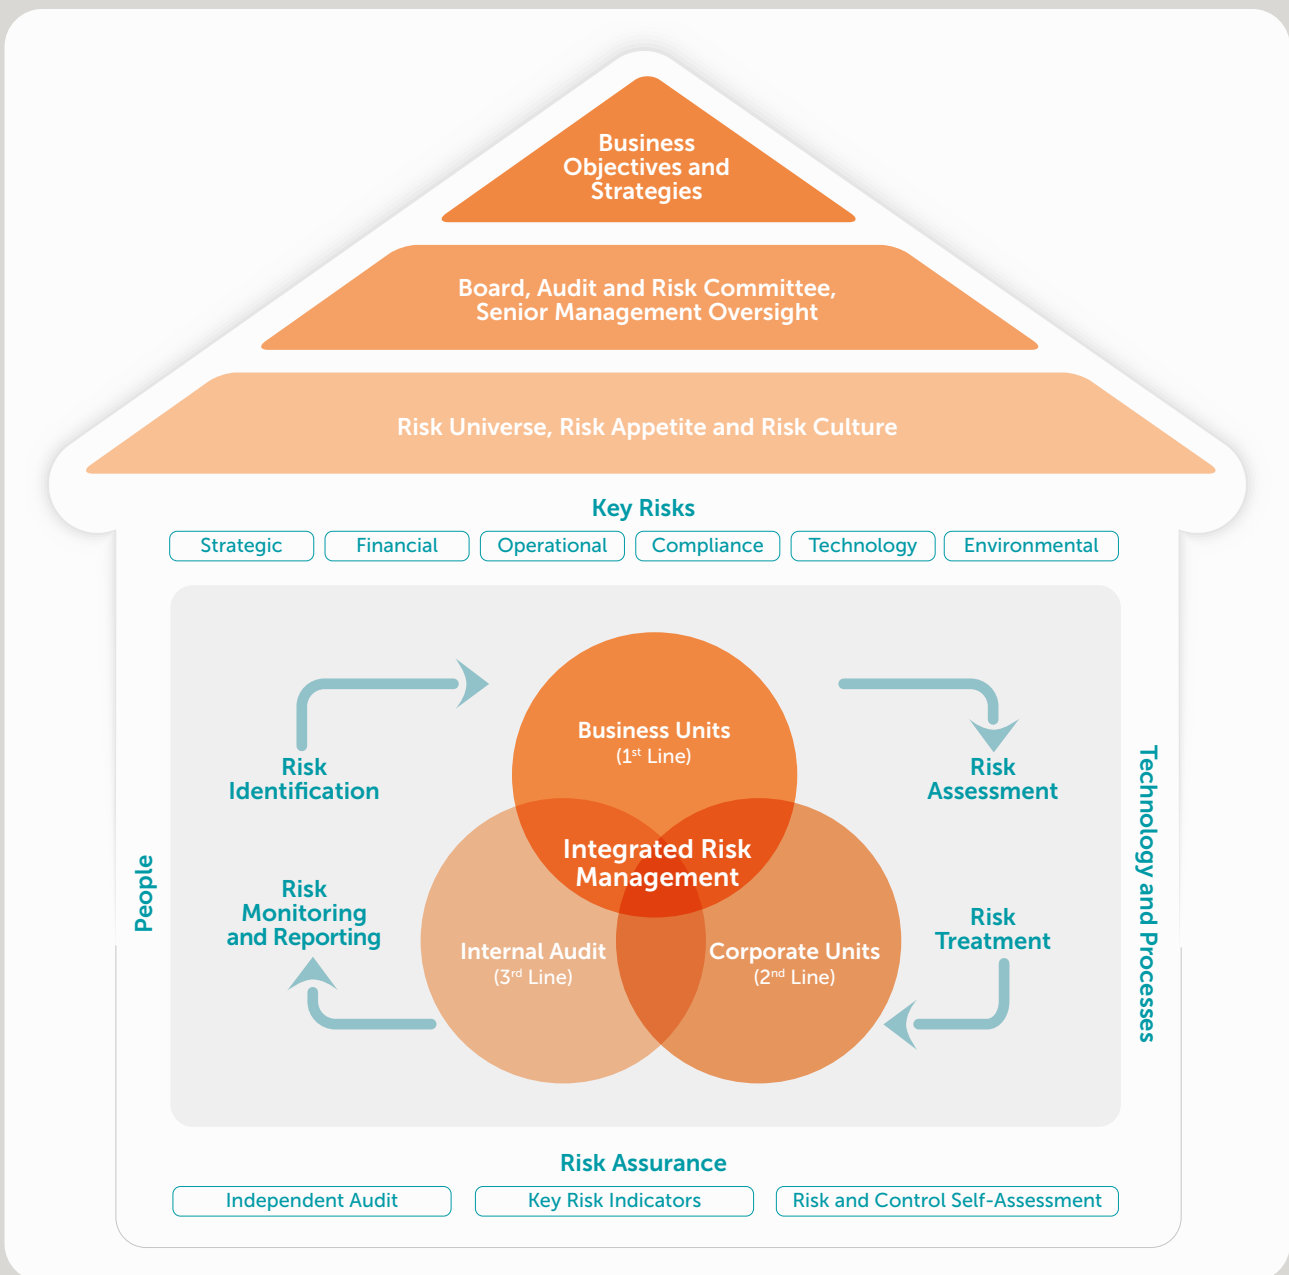 Business
Objectives and
Strategies
Board, Audit and Risk Committee,
Senior Management Oversight
Risk Universe, Risk Appetite and Risk Culture
Key Risks
Strategic
Financial
Operational
Compliance
Technology
Environmental
Business Units
(1st Line)
Risk
Identification
Risk
Assessment
Integrated Risk
Management
Risk
Monitoring
and Reporting
Risk
Treatment
Internal Audit
(3rd Line)
Corporate Units
(2nd Line)
People
Technology and Processes
Risk Assurance
Independent Audit
Key Risk Indicators
Risk and Control Self-Assessment